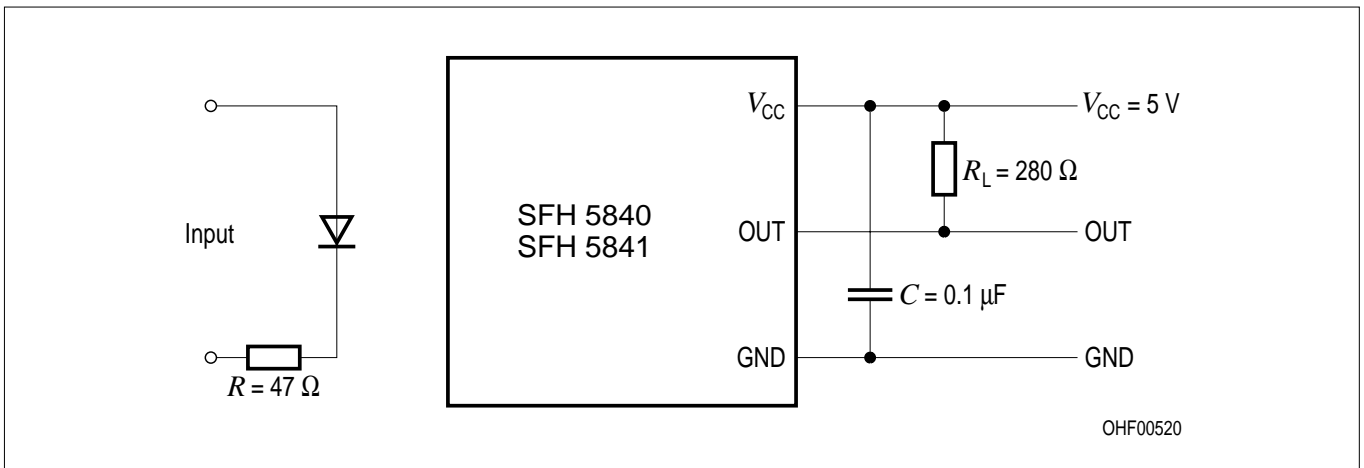 V_CC
V_CC = 5 V
R_L = 280 Ω
SFH 5840
SFH 5841
Input
OUT
OUT
C = 0.1 µF
GND
GND
R = 47 Ω
OHF00520